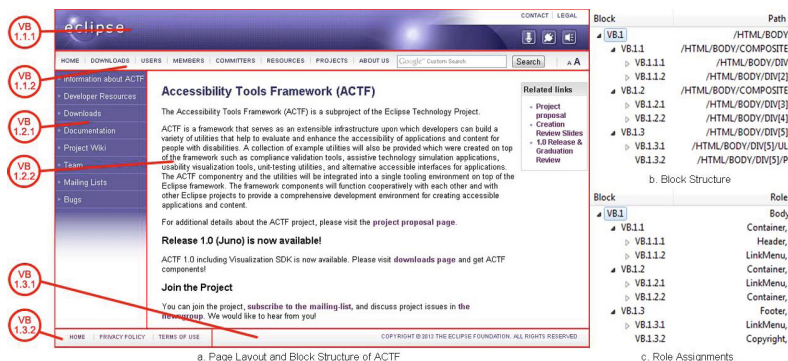 VB
1.1.1
eclipse
CONTACT | LEGAL
VB
1.1.2
HOME DOWNLOADS USERS MEMBERS COMMITTERS RESOURCES PROJECTS ABOUT US Google™ Custom Search Search A A
VB
1.2.1
Information about ACTF
Developer Resources
Downloads
Documentation
Project Wiki
Team
Mailing Lists
Bugs
VB
1.2.2
Accessibility Tools Framework (ACTF)
The Accessibility Tools Framework (ACTF) is a subproject of the Eclipse Technology Project.
ACTF is a framework that serves as an extensible infrastructure upon which developers can build a
variety of utilities that help to evaluate and enhance the accessibility of applications and content for
people with disabilities. A collection of example utilities will also be provided which were created on top
of the framework such as compliance validation tools, assistive technology simulation applications,
usability visualization tools, unit-testing utilities, and alternative accessible interfaces for applications.
The ACTF componenty and the utilities will be integrated into a single tooling environment on top of the
Eclipse framework. The framework components will function cooperatively with each other and with
other Eclipse projects to provide a comprehensive development environment for creating accessible
applications and content.
For additional details about the ACTF project, please visit the project proposal page.
Release 1.0 (Juno) is now available!
ACTF 1.0 including Visualization SDK is now available. Please visit downloads page and get ACTF
components!
Join the Project
You can join the project, subscribe to the mailing-list, and discuss project issues in the
newsgroup. We would like to hear from you!
Related links
Project
proposal
Creation
Review Slides
1.0 Release &
Graduation
Review
VB
1.3.1
VB
1.3.2
HOME | PRIVACY POLICY | TERMS OF USE
COPYRIGHT © 2013 THE ECLIPSE FOUNDATION. ALL RIGHTS RESERVED
a. Page Layout and Block Structure of ACTF
Block Path
VB.1 /HTML/BODY
VB.1.1 /HTML/BODY/COMPOSITE
VB.1.1.1 /HTML/BODY/DIV
VB.1.1.2 /HTML/BODY/DIV[2]
VB.1.2 /HTML/BODY/COMPOSITE
VB.1.2.1 /HTML/BODY/DIV[3]
VB.1.2.2 /HTML/BODY/DIV[4]
VB.1.3 /HTML/BODY/DIV[5]
VB.1.3.1 /HTML/BODY/DIV[5]/UL
VB.1.3.2 /HTML/BODY/DIV[5]/P
b. Block Structure
Block Role
VB.1 Body
VB.1.1 Container,
VB.1.1.1 Header,
VB.1.1.2 LinkMenu,
VB.1.2 Container,
VB.1.2.1 LinkMenu,
VB.1.2.2 Container,
VB.1.3 Footer,
VB.1.3.1 LinkMenu,
VB.1.3.2 Copyright,
c. Role Assignments